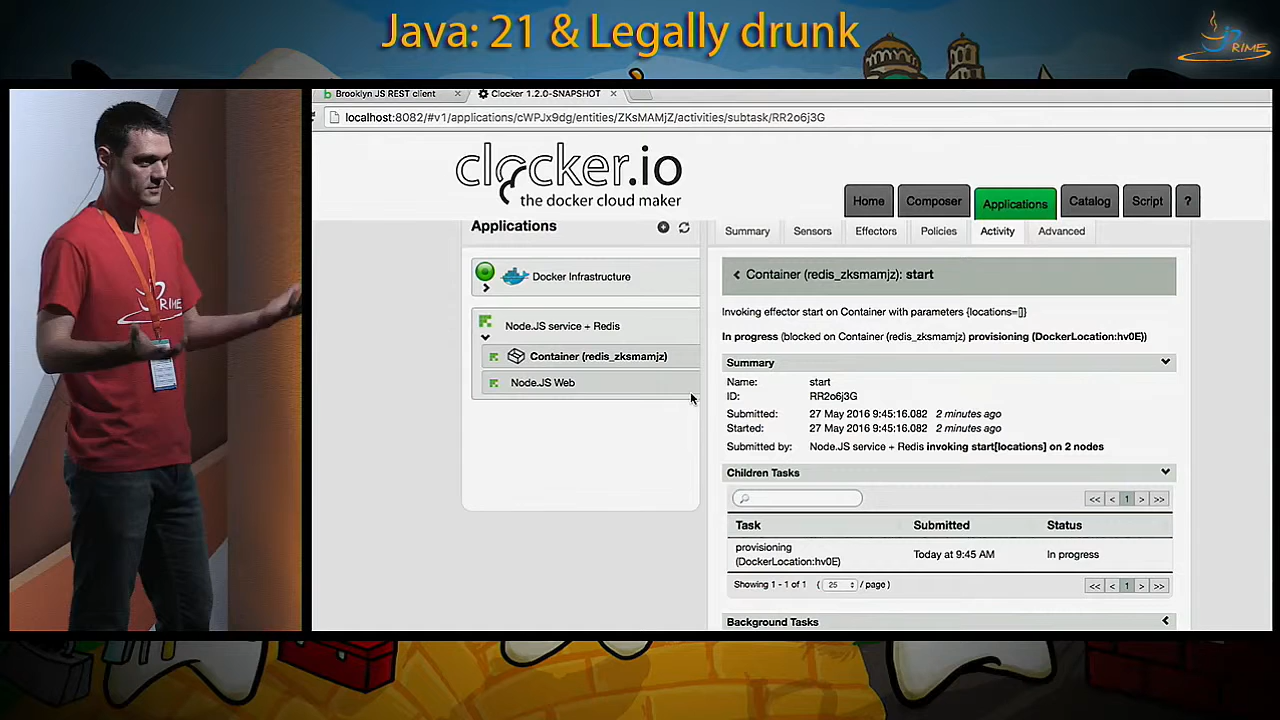 Java: 21 & Legally drunk
JPRIME
Brooklyn JS REST client
Clocker 1.2.0-SNAPSHOT
localhost:8082/#v1/applications/cWPJx9dg/entities/ZKsMAMjZ/activities/subtask/RR2o6j3G
clocker.io
the docker cloud maker
Home
Composer
Applications
Catalog
Script
?
Applications
Docker Infrastructure
Node.JS service + Redis
Container (redis_zksmamjz)
Node.JS Web
Summary
Sensors
Effectors
Policies
Activity
Advanced
< Container (redis_zksmamjz): start
Invoking effector start on Container with parameters {locations=[]}
In progress (blocked on Container (redis_zksmamjz) provisioning (DockerLocation:hv0E))
Summary
Name: start
ID: RR2o6j3G
Submitted: 27 May 2016 9:45:16.082 2 minutes ago
Started: 27 May 2016 9:45:16.082 2 minutes ago
Submitted by: Node.JS service + Redis invoking start[locations] on 2 nodes
Children Tasks
<< < 1 > >>
Task Submitted Status
provisioning
(DockerLocation:hv0E) Today at 9:45 AM In progress
Showing 1 - 1 of 1 ( 25 / page )
<< < 1 > >>
Background Tasks
JPRIME